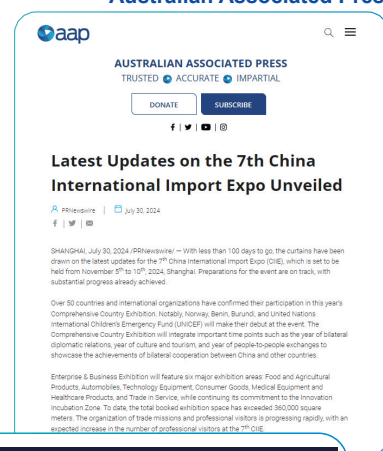 Australian Associated Press
aap
AUSTRALIAN ASSOCIATED PRESS
TRUSTED ACCURATE IMPARTIAL
DONATE SUBSCRIBE
Latest Updates on the 7th China
International Import Expo Unveiled
PRNewswire | July 30, 2024
SHANGHAI, July 30, 2024 /PRNewswire/ — With less than 100 days to go, the curtains have been
drawn on the latest updates for the 7th China International Import Expo (CIIE), which is set to be
held from November 5th to 10th, 2024, Shanghai. Preparations for the event are on track, with
substantial progress already achieved.
Over 50 countries and international organizations have confirmed their participation in this year's
Comprehensive Country Exhibition. Notably, Norway, Benin, Burundi, and United Nations
International Children's Emergency Fund (UNICEF) will make their debut at the event. The
Comprehensive Country Exhibition will integrate important time points such as the year of bilateral
diplomatic relations, year of culture and tourism, and year of people-to-people exchanges to
showcase the achievements of bilateral cooperation between China and other countries.
Enterprise & Business Exhibition will feature six major exhibition areas: Food and Agricultural
Products, Automobiles, Technology Equipment, Consumer Goods, Medical Equipment and
Healthcare Products, and Trade in Service, while continuing its commitment to the Innovation
Incubation Zone. To date, the total booked exhibition space has exceeded 360,000 square
meters. The organization of trade missions and professional visitors is progressing rapidly, with an
expected increase in the number of professional visitors at the 7th CIIE.